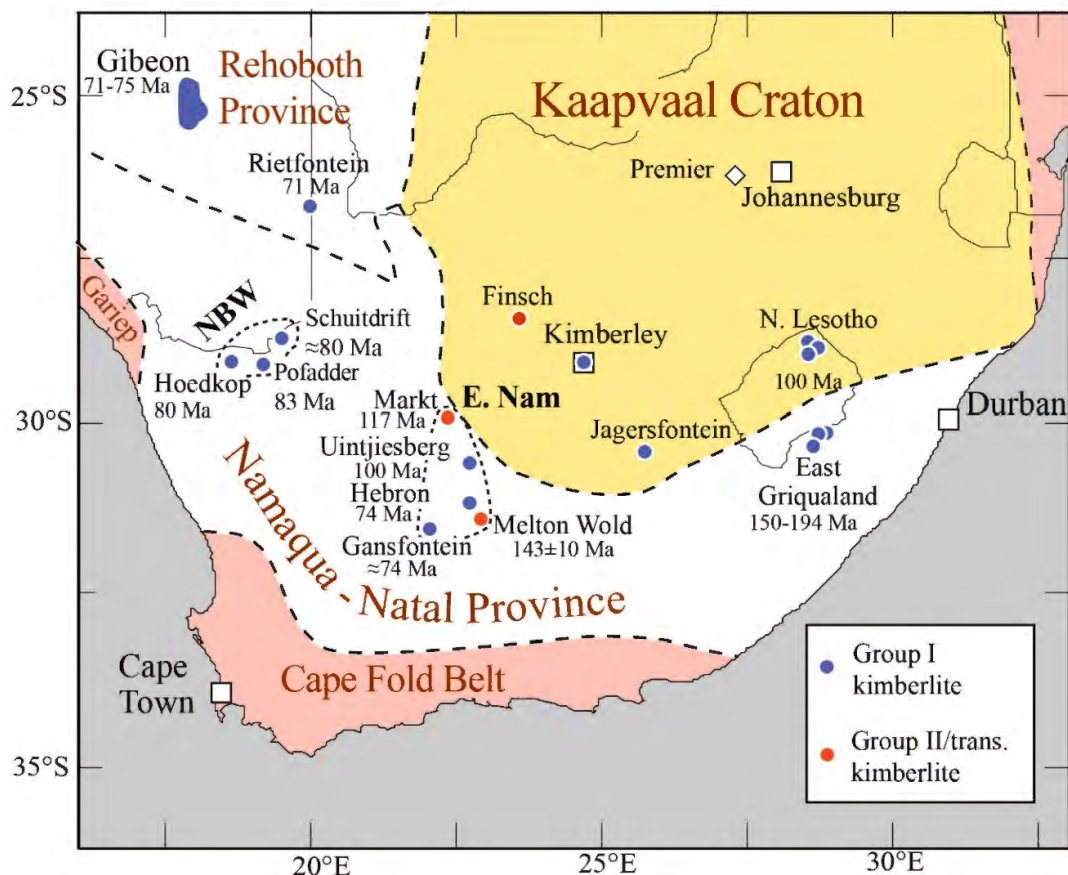 Gibeon
71-75 Ma
Rehoboth
Province
Kaapvaal Craton
25°S
Rietfontein
71 Ma
Premier
Johannesburg
Gariep
NBW
Schuitdrift
≈80 Ma
Hoedkop
80 Ma
Pofadder
83 Ma
Finsch
Kimberley
N. Lesotho
100 Ma
Markt
117 Ma
E. Nam
30°S
Uintjiesberg
100 Ma
Jagersfontein
Durban
Hebron
74 Ma
East
Griqualand
150-194 Ma
Gansfontein
≈74 Ma
Melton Wold
143±10 Ma
Namaqua - Natal Province
Cape
Town
Cape Fold Belt
Group I
kimberlite
Group II/trans.
kimberlite
35°S
20°E
25°E
30°E